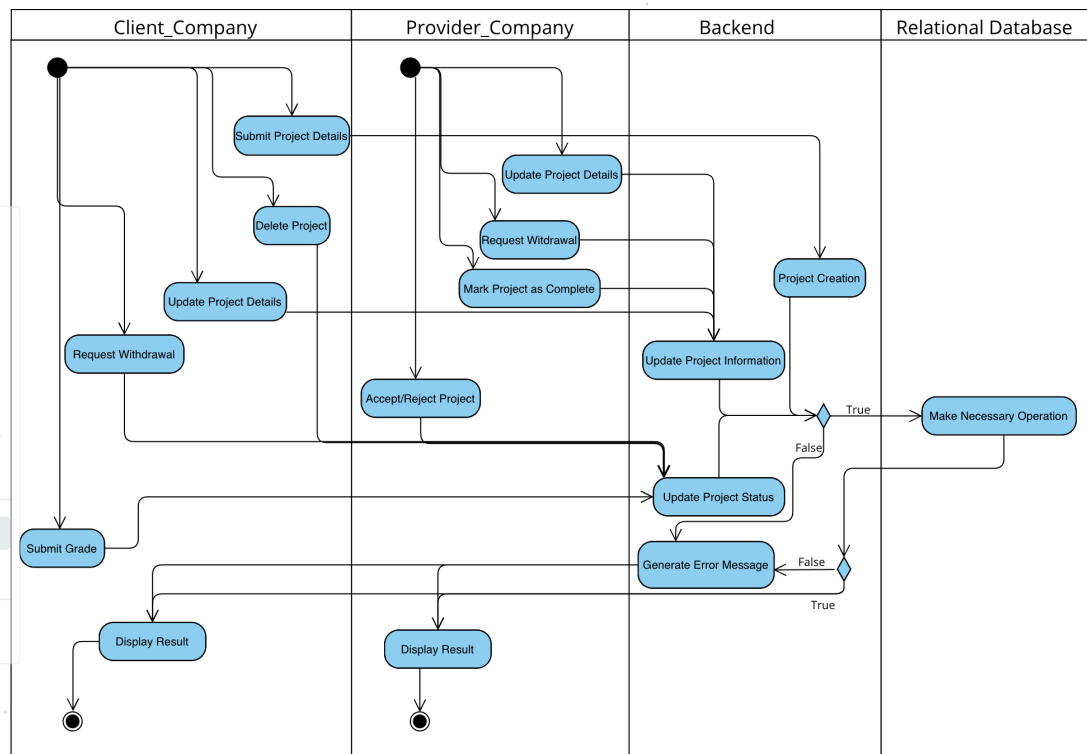 Client_Company
Provider_Company
Backend
Relational Database
Submit Project Details
Update Project Details
Delete Project
Request Witdrawal
Mark Project as Complete
Project Creation
Update Project Details
Request Withdrawal
Update Project Information
Accept/Reject Project
True
Make Necessary Operation
False
Update Project Status
Submit Grade
Generate Error Message
False
True
Display Result
Display Result